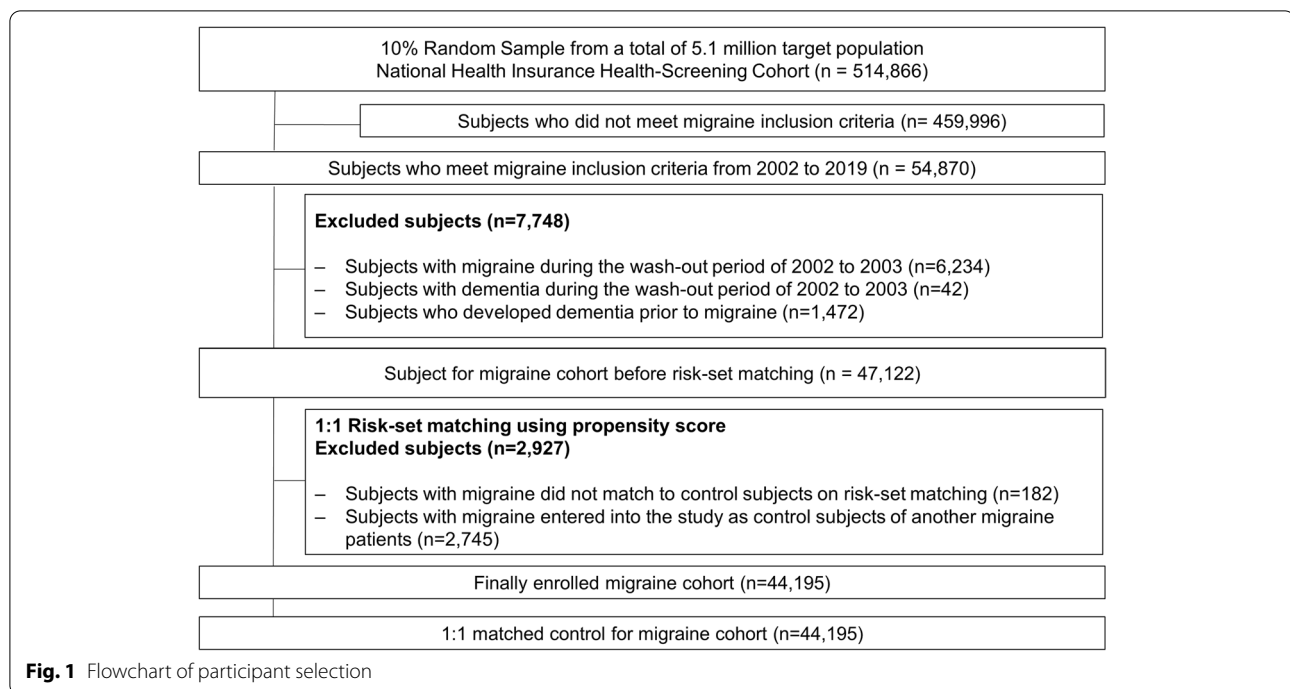 10% Random Sample from a total of 5.1 million target population
National Health Insurance Health-Screening Cohort (n = 514,866)
Subjects who did not meet migraine inclusion criteria (n= 459,996)
Subjects who meet migraine inclusion criteria from 2002 to 2019 (n = 54,870)
Excluded subjects (n=7,748)
– Subjects with migraine during the wash-out period of 2002 to 2003 (n=6,234)
– Subjects with dementia during the wash-out period of 2002 to 2003 (n=42)
– Subjects who developed dementia prior to migraine (n=1,472)
Subject for migraine cohort before risk-set matching (n = 47,122)
1:1 Risk-set matching using propensity score
Excluded subjects (n=2,927)
– Subjects with migraine did not match to control subjects on risk-set matching (n=182)
– Subjects with migraine entered into the study as control subjects of another migraine
patients (n=2,745)
Finally enrolled migraine cohort (n=44,195)
1:1 matched control for migraine cohort (n=44,195)
Fig. 1 Flowchart of participant selection